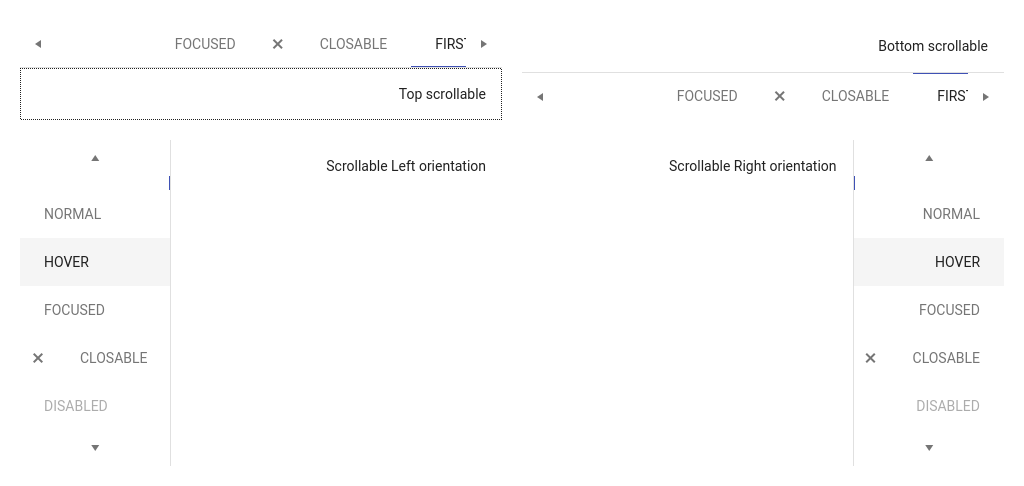 FOCUSED
CLOSABLE
FIRS
Top scrollable
Bottom scrollable
FOCUSED
CLOSABLE
FIRS
Scrollable Left orientation
NORMAL
HOVER
FOCUSED
CLOSABLE
DISABLED
Scrollable Right orientation
NORMAL
HOVER
FOCUSED
CLOSABLE
DISABLED